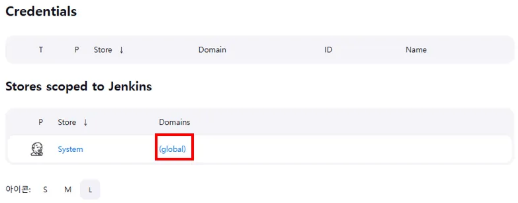 Credentials
T P Store ↓ Domain ID Name
Stores scoped to Jenkins
P Store ↓ Domains
System (global)
아이콘: S M L